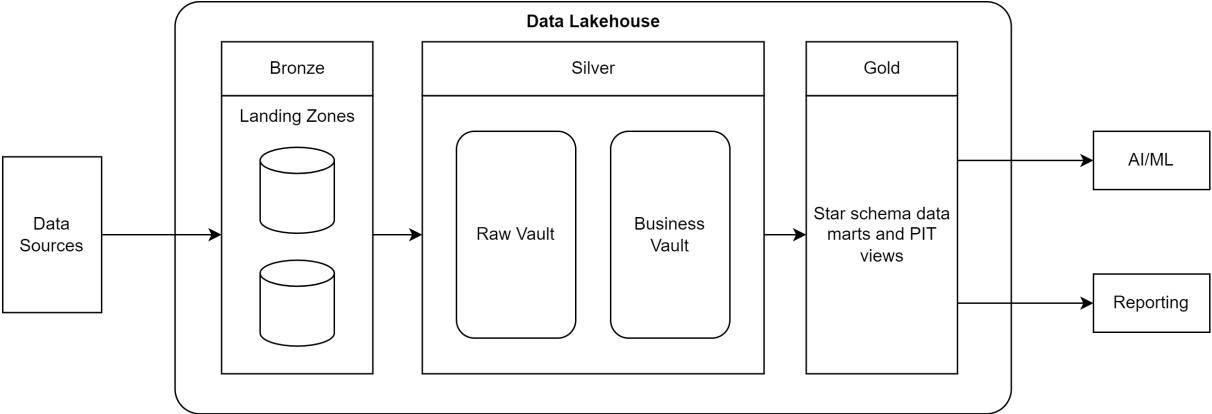 Data Lakehouse
Bronze
Silver
Gold
Landing Zones
Data
Sources
Raw Vault
Business
Vault
Star schema data
marts and PIT
views
AI/ML
Reporting